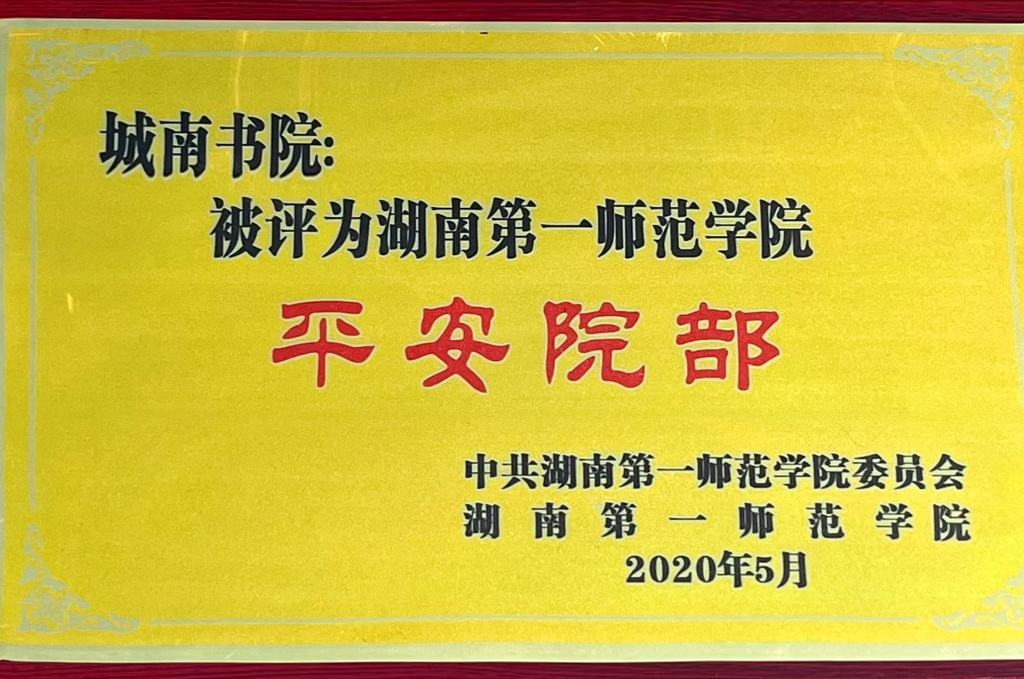 城南书院:
被评为湖南第一师范学院
平安院部
中共湖南第一师范学院委员会
湖南第一师范学院
2020年5月